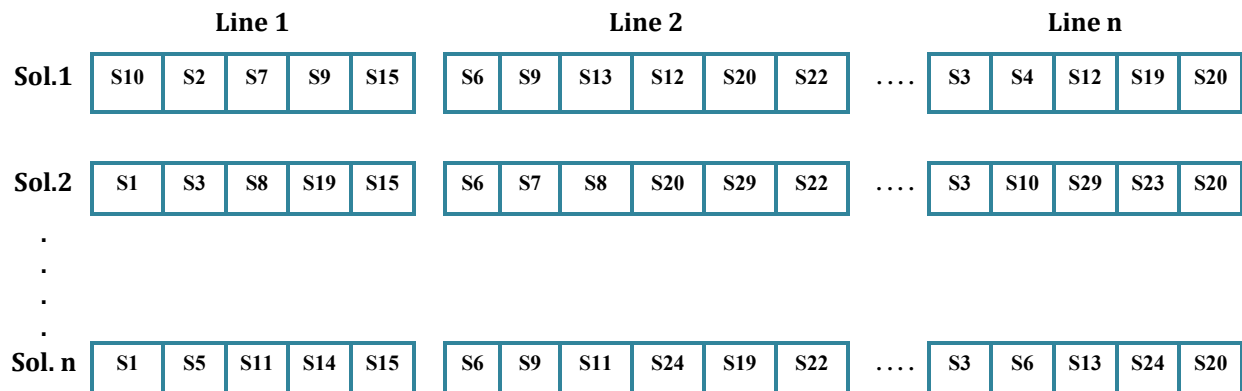 Line 1 Line 2 Line n
Sol.1 S10 S2 S7 S9 S15 S6 S9 S13 S12 S20 S22 .... S3 S4 S12 S19 S20
Sol.2 S1 S3 S8 S19 S15 S6 S7 S8 S20 S29 S22 .... S3 S10 S29 S23 S20
.
.
.
.
Sol. n S1 S5 S11 S14 S15 S6 S9 S11 S24 S19 S22 .... S3 S6 S13 S24 S20